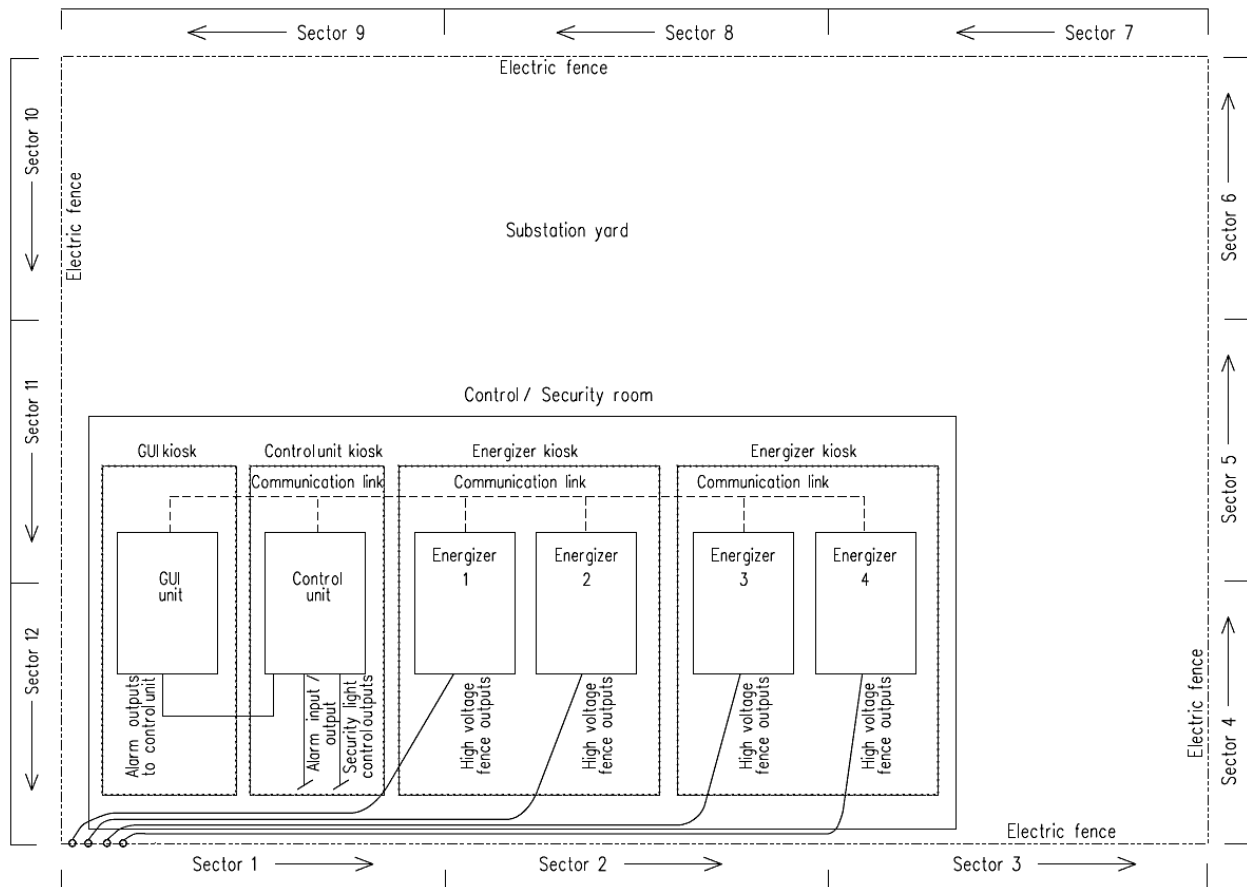 Sector 9
Sector 8
Sector 7
Electric fence
Sector 10
Electric fence
Substation yard
Sector 6
Sector 11
Control / Security room
GUI kiosk
Control unit kiosk
Energizer kiosk
Energizer kiosk
Communication link
Communication link
Communication link
Sector 5
GUI
unit
Control
unit
Energizer
1
Energizer
2
Energizer
3
Energizer
4
Sector 12
Alarm outputs
to control unit
Alarm input /
output
Security light
control outputs
High voltage
fence outputs
High voltage
fence outputs
High voltage
fence outputs
High voltage
fence outputs
Electric fence
Sector 4
Electric fence
Sector 1
Sector 2
Sector 3